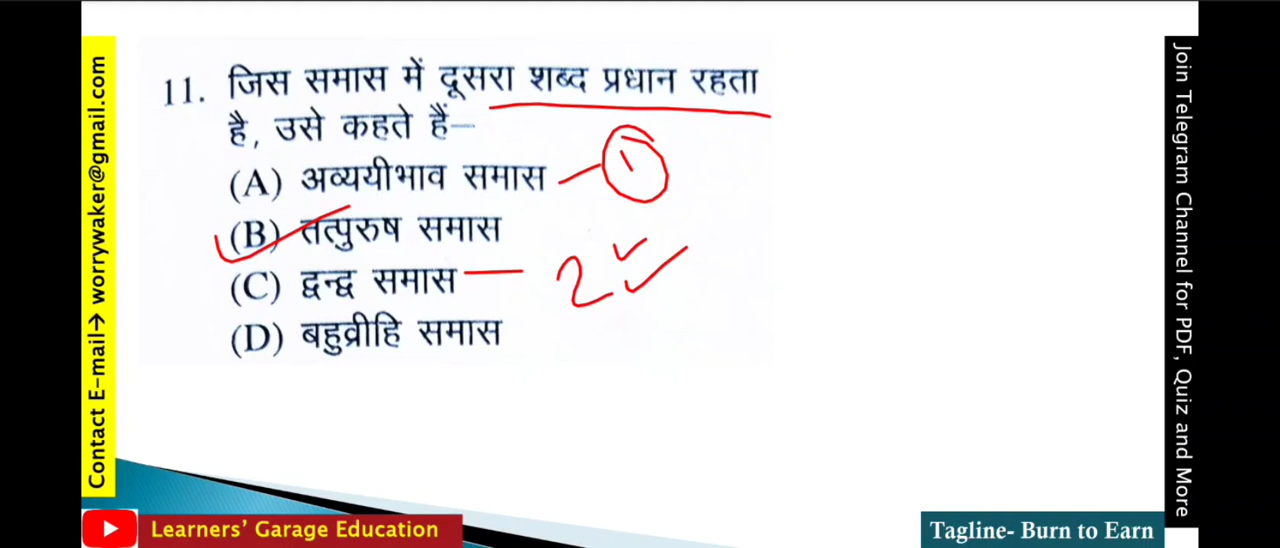 11. जिस समास में दूसरा शब्द प्रधान रहता
है, उसे कहते हैं–
(A) अव्ययीभाव समास
1
(B) तत्पुरुष समास
(C) द्वन्द्व समास
2
(D) बहुव्रीहि समास
Contact E-mail→ worrywaker@gmail.com
Join Telegram Channel for PDF, Quiz and More
Learners’ Garage Education
Tagline- Burn to Earn